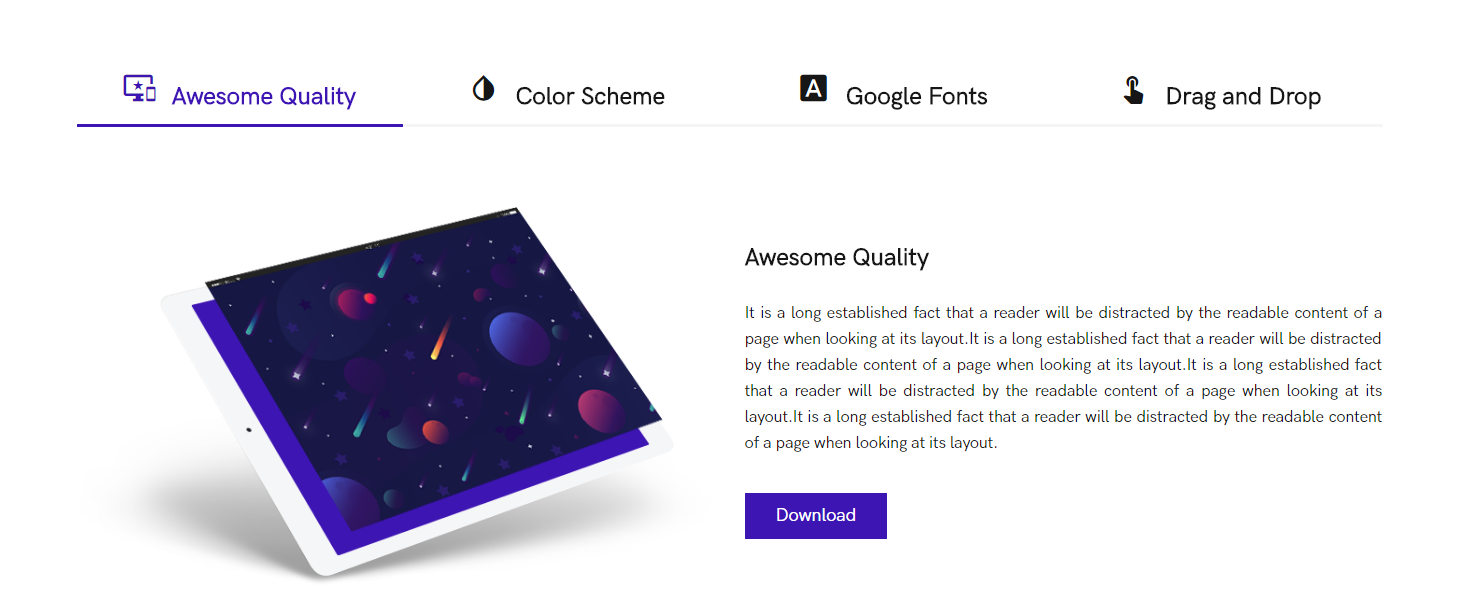 Awesome Quality
Color Scheme
A
Google Fonts
Drag and Drop
Awesome Quality
It is a long established fact that a reader will be distracted by the readable content of a
page when looking at its layout.It is a long established fact that a reader will be distracted
by the readable content of a page when looking at its layout.It is a long established fact
that a reader will be distracted by the readable content of a page when looking at its
layout.It is a long established fact that a reader will be distracted by the readable content
of a page when looking at its layout.
Download